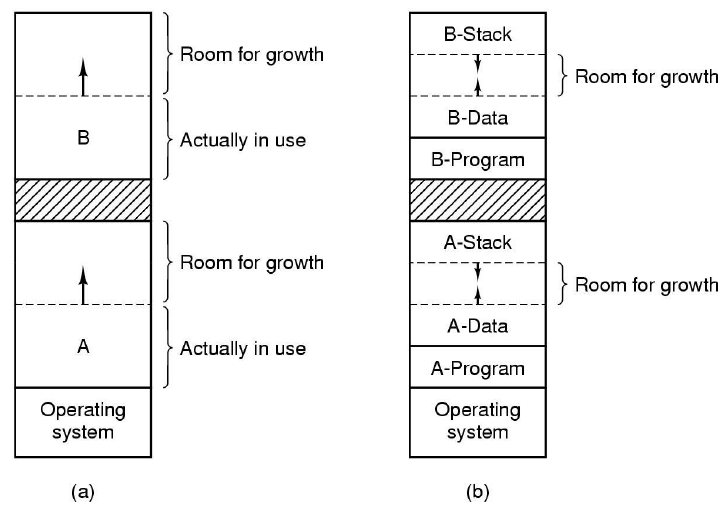 Room for growth
B
Actually in use
Room for growth
A
Actually in use
Operating
system
(a)
B-Stack
Room for growth
B-Data
B-Program
A-Stack
Room for growth
A-Data
A-Program
Operating
system
(b)